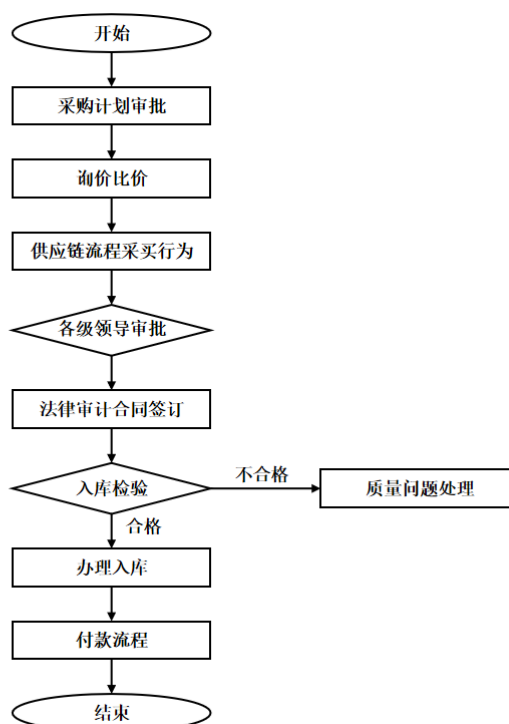 开始
采购计划审批
询价比价
供应链流程采买行为
各级领导审批
法律审计合同签订
入库检验
不合格
质量问题处理
合格
办理入库
付款流程
结束